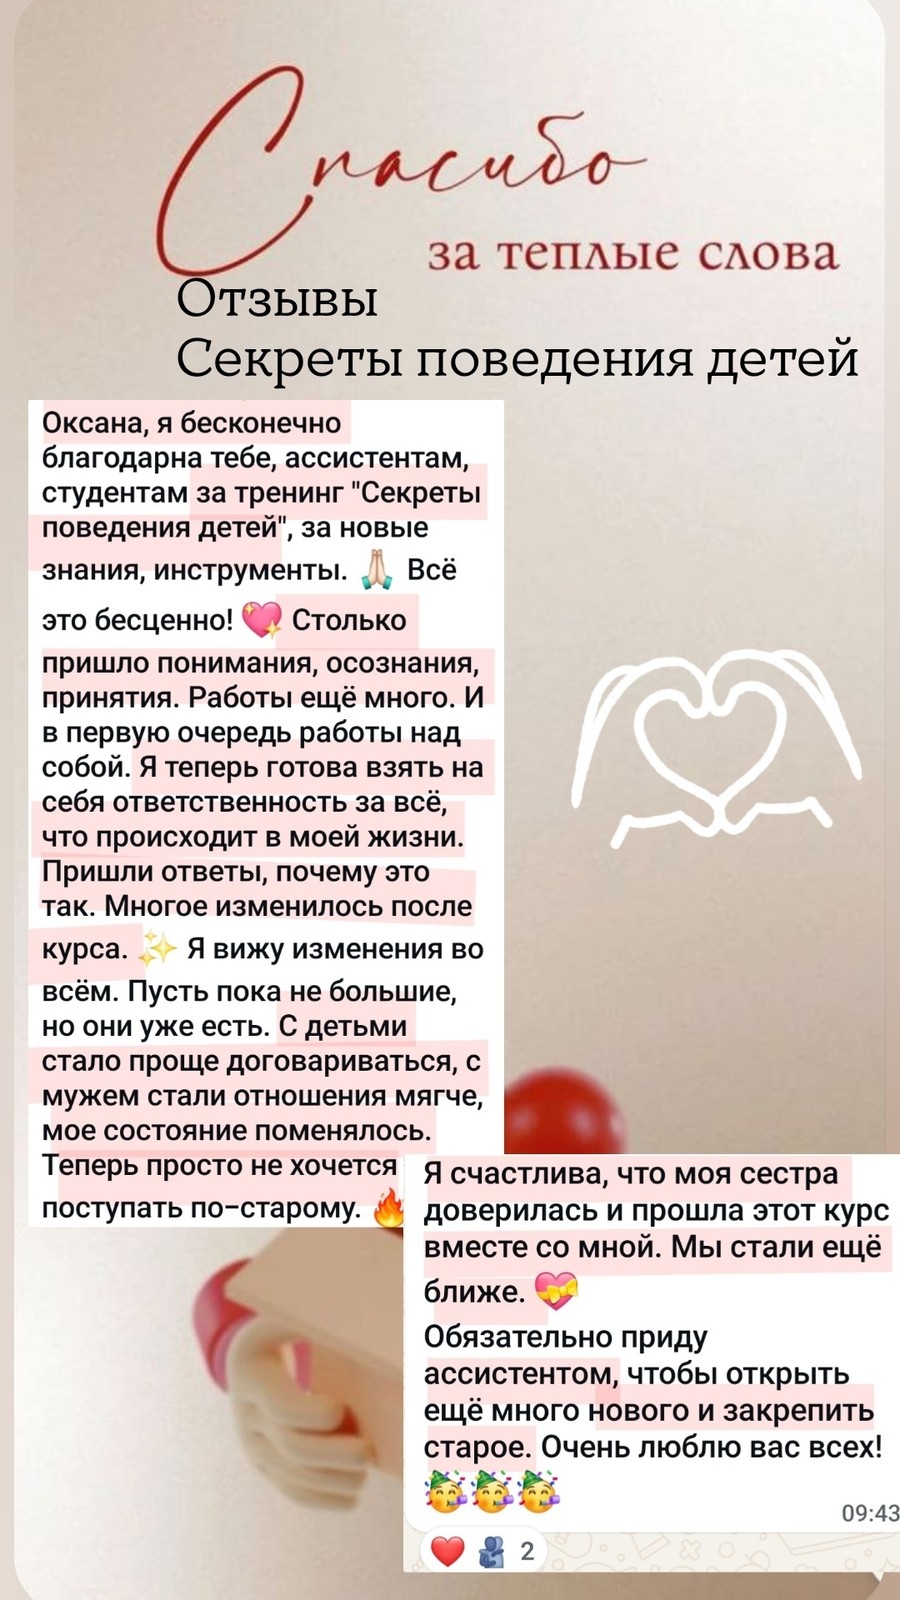 Спасибо
за теплые слова
Отзывы
Секреты поведения детей
Оксана, я бесконечно
благодарна тебе, ассистентам,
студентам за тренинг "Секреты
поведения детей", за новые
знания, инструменты. 🙏🏻 Всё
это бесценно! 💖 Столько
пришло понимания, осознания,
принятия. Работы ещё много. И
в первую очередь работы над
собой. Я теперь готова взять на
себя ответственность за всё,
что происходит в моей жизни.
Пришли ответы, почему это
так. Многое изменилось после
курса. ✨ Я вижу изменения во
всём. Пусть пока не большие,
но они уже есть. С детьми
стало проще договариваться, с
мужем стали отношения мягче,
мое состояние поменялось.
Теперь просто не хочется
поступать по-старому. 🔥
Я счастлива, что моя сестра
доверилась и прошла этот курс
вместе со мной. Мы стали ещё
ближе. 💝
Обязательно приду
ассистентом, чтобы открыть
ещё много нового и закрепить
старое. Очень люблю вас всех!
🥳🥳🥳
09:43
❤️ 🫂 2